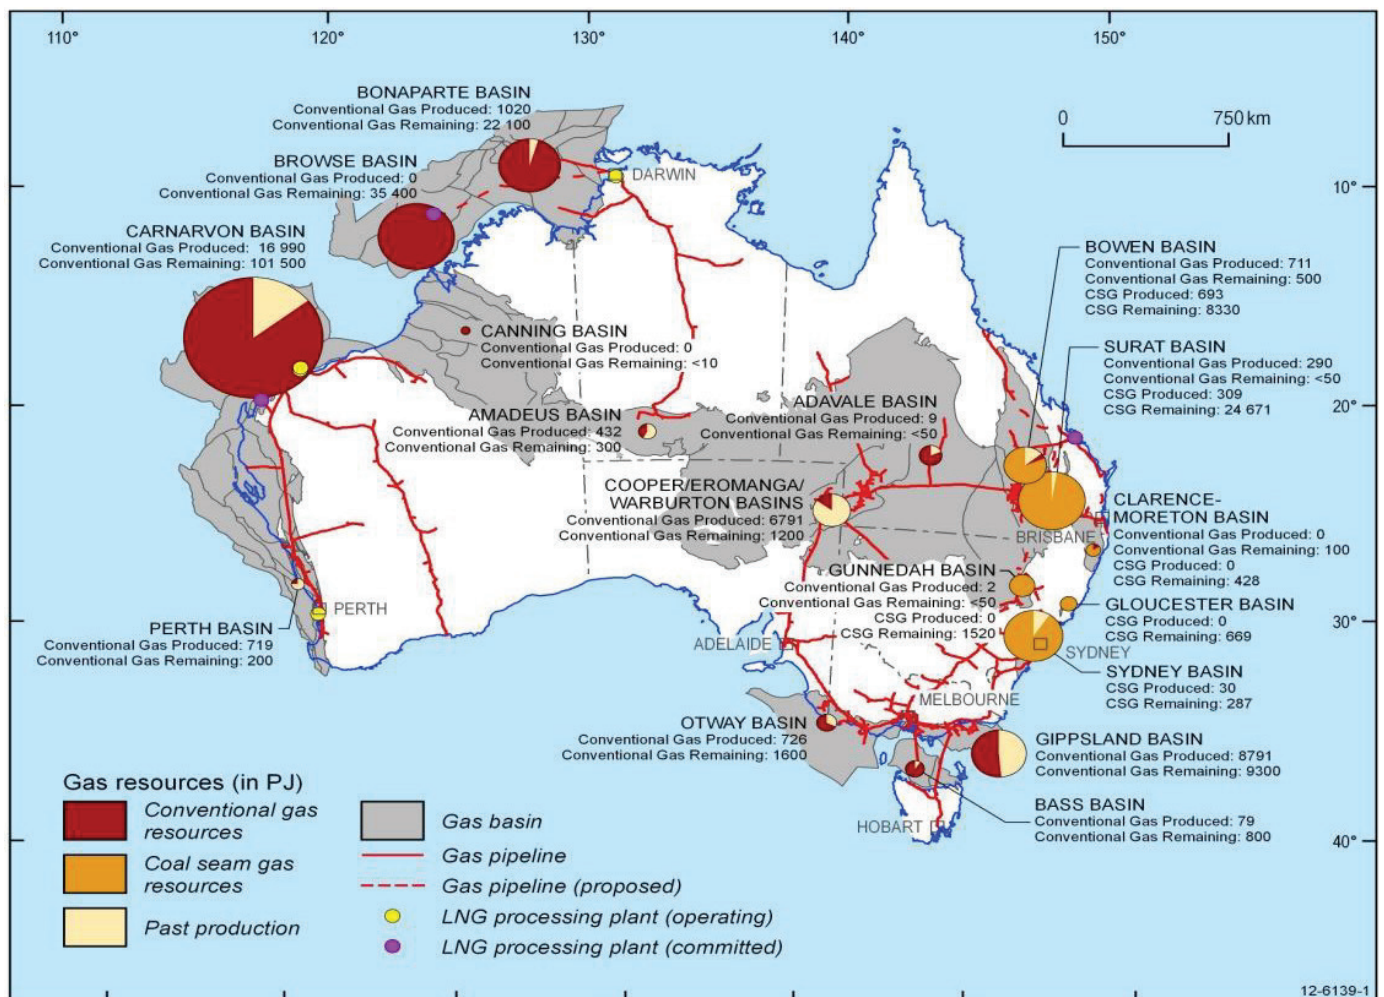 110°
120°
130°
140°
150°
BONAPARTE BASIN
Conventional Gas Produced: 1020
Conventional Gas Remaining: 22 100
0
750 km
BROWSE BASIN
Conventional Gas Produced: 0
Conventional Gas Remaining: 35 400
DARWIN
10°
CARNARVON BASIN
Conventional Gas Produced: 16 990
Conventional Gas Remaining: 101 500
BOWEN BASIN
Conventional Gas Produced: 711
Conventional Gas Remaining: 500
CSG Produced: 693
CSG Remaining: 8330
CANNING BASIN
Conventional Gas Produced: 0
Conventional Gas Remaining: <10
SURAT BASIN
Conventional Gas Produced: 290
Conventional Gas Remaining: <50
CSG Produced: 309
CSG Remaining: 24 671
20°
ADAVALE BASIN
Conventional Gas Produced: 9
Conventional Gas Remaining: <50
AMADEUS BASIN
Conventional Gas Produced: 432
Conventional Gas Remaining: 300
COOPER/EROMANGA/
WARBURTON BASINS
Conventional Gas Produced: 6791
Conventional Gas Remaining: 1200
CLARENCE-
MORETON BASIN
Conventional Gas Produced: 0
Conventional Gas Remaining: 100
CSG Produced: 0
CSG Remaining: 428
BRISBANE
GUNNEDAH BASIN
Conventional Gas Produced: 2
Conventional Gas Remaining: <50
CSG Produced: 0
CSG Remaining: 1520
GLOUCESTER BASIN
CSG Produced: 0
CSG Remaining: 669
30°
PERTH
PERTH BASIN
Conventional Gas Produced: 719
Conventional Gas Remaining: 200
ADELAIDE
SYDNEY
SYDNEY BASIN
CSG Produced: 30
CSG Remaining: 287
MELBOURNE
OTWAY BASIN
Conventional Gas Produced: 726
Conventional Gas Remaining: 1600
GIPPSLAND BASIN
Conventional Gas Produced: 8791
Conventional Gas Remaining: 9300
BASS BASIN
Conventional Gas Produced: 79
Conventional Gas Remaining: 800
HOBART
40°
Gas resources (in PJ)
Conventional gas
resources
Coal seam gas
resources
Past production
Gas basin
Gas pipeline
Gas pipeline (proposed)
LNG processing plant (operating)
LNG processing plant (committed)
12-6139-1